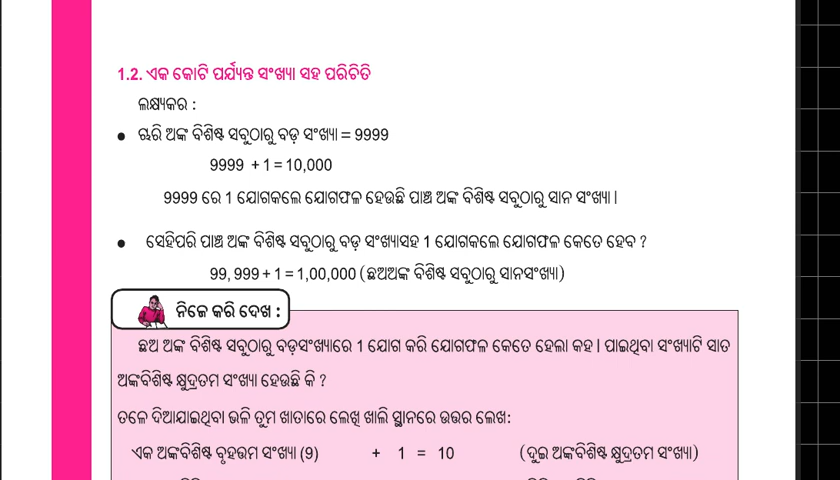 1.2. ଏକ କୋଟି ପର୍ଯ୍ୟନ୍ତ ସଂଖ୍ୟା ସହ ପରିଚିତି
ଲକ୍ଷ୍ୟକର :
● ଋରି ଅଙ୍କ ବିଶିଷ୍ଟ ସବୁଠାରୁ ବଡ଼ ସଂଖ୍ୟା = 9999
9999 + 1 = 10,000
9999 ରେ 1 ଯୋଗକଲେ ଯୋଗଫଳ ହେଉଛି ପାଞ୍ଚ ଅଙ୍କ ବିଶିଷ୍ଟ ସବୁଠାରୁ ସାନ ସଂଖ୍ୟା ।
● ସେହିପରି ପାଞ୍ଚ ଅଙ୍କ ବିଶିଷ୍ଟ ସବୁଠାରୁ ବଡ଼ ସଂଖ୍ୟାସହ 1 ଯୋଗକଲେ ଯୋଗଫଳ କେତେ ହେବ ?
99, 999 + 1 = 1,00,000 (ଛଅଅଙ୍କ ବିଶିଷ୍ଟ ସବୁଠାରୁ ସାନସଂଖ୍ୟା)
ନିଜେ କରି ଦେଖ :
ଛଅ ଅଙ୍କ ବିଶିଷ୍ଟ ସବୁଠାରୁ ବଡ଼ସଂଖ୍ୟାରେ 1 ଯୋଗ କରି ଯୋଗଫଳ କେତେ ହେଲା କହ । ପାଇଥିବା ସଂଖ୍ୟାଟି ସାତ
ଅଙ୍କବିଶିଷ୍ଟ କ୍ଷୁଦ୍ରତମ ସଂଖ୍ୟା ହେଉଛି କି ?
ତଳେ ଦିଆଯାଇଥିବା ଭଳି ତୁମ ଖାତାରେ ଲେଖି ଖାଲି ସ୍ଥାନରେ ଉତ୍ତର ଲେଖ:
ଏକ ଅଙ୍କବିଶିଷ୍ଟ ବୃହତ୍ତମ ସଂଖ୍ୟା (9) + 1 = 10 (ଦୁଇ ଅଙ୍କବିଶିଷ୍ଟ କ୍ଷୁଦ୍ରତମ ସଂଖ୍ୟା)